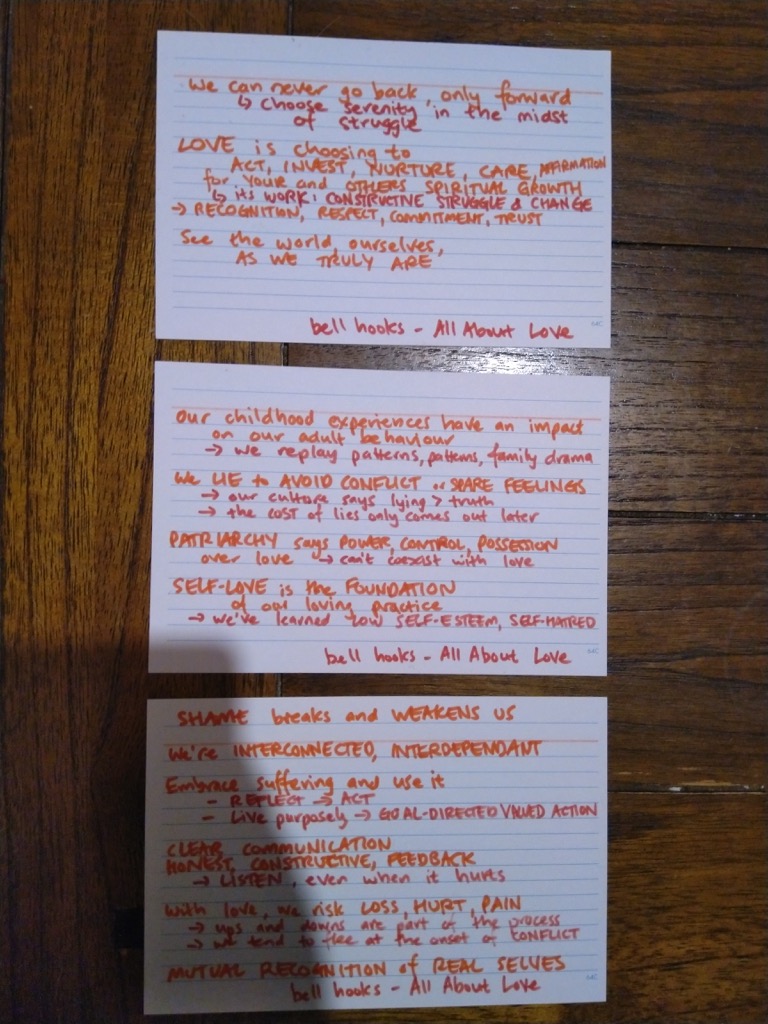 We can never go back, only forward
↳ choose serenity in the midst
of struggle
LOVE is choosing to
ACT, INVEST, NURTURE, CARE, AFFIRMATION
for YOUR and OTHERS SPIRITUAL GROWTH
↳ ITS WORK: CONSTRUCTIVE STRUGGLE & CHANGE
→ RECOGNITION, RESPECT, COMMITMENT, TRUST
See the world, ourselves,
AS WE TRULY ARE
bell hooks - All About Love
Our childhood experiences have an impact
on our adult behaviour
→ we replay patterns, patterns, family drama
We LIE to AVOID CONFLICT or SPARE FEELINGS
→ our culture says lying > truth
→ the COST of lies only comes out later
PATRIARCHY says POWER, CONTROL, POSSESSION
over love → can't coexist with love
SELF-LOVE is the FOUNDATION
of our loving practice
→ we've learned low SELF-ESTEEM, SELF-HATRED
bell hooks - All About Love
SHAME breaks and WEAKENS US
We're INTERCONNECTED, INTERDEPENDANT
Embrace suffering and use it
- REFLECT → ACT
- Live purposely → GOAL-DIRECTED VALUED ACTION
CLEAR COMMUNICATION
HONEST, CONSTRUCTIVE, FEEDBACK
→ LISTEN, even when it hurts
With love, we risk LOSS, HURT, PAIN
→ ups and downs are part of the process
→ we tend to flee at the onset of CONFLICT
MUTUAL RECOGNITION of REAL SELVES
bell hooks - All About Love